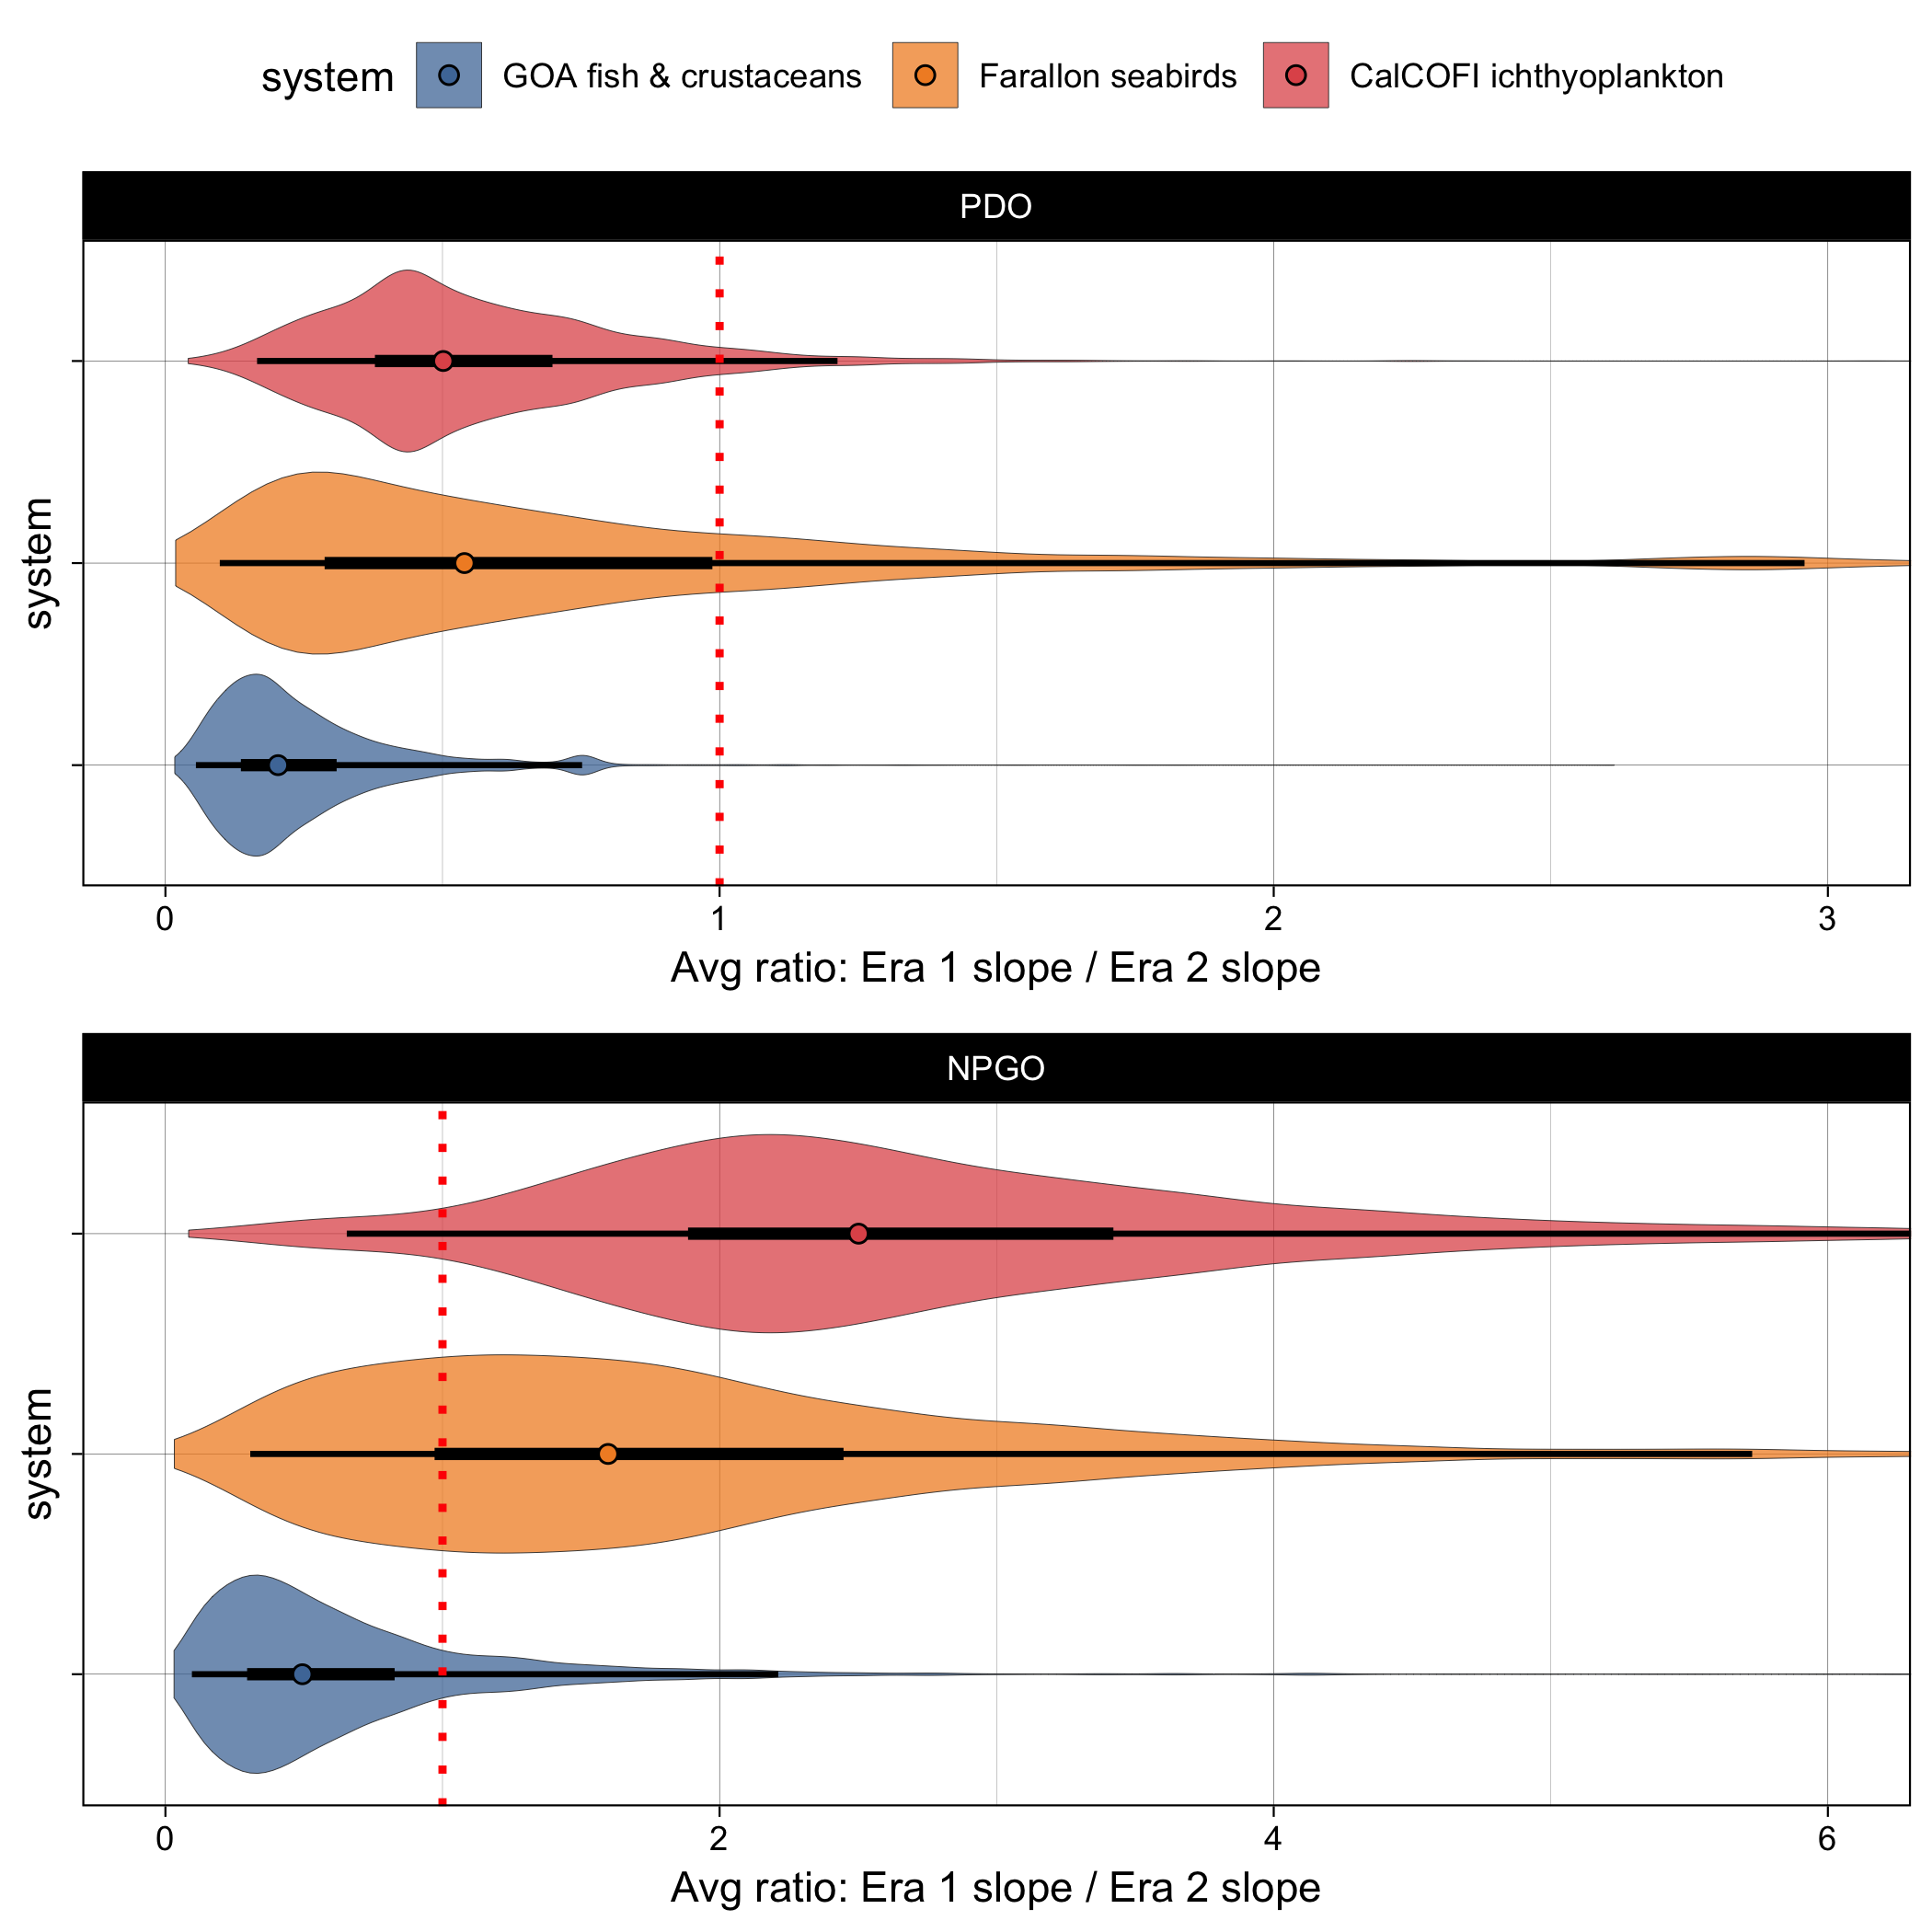 system GOA fish & crustaceans Farallon seabirds CalCOFI ichthyoplankton
PDO
system
0 1 2 3
Avg ratio: Era 1 slope / Era 2 slope
NPGO
system
0 2 4 6
Avg ratio: Era 1 slope / Era 2 slope